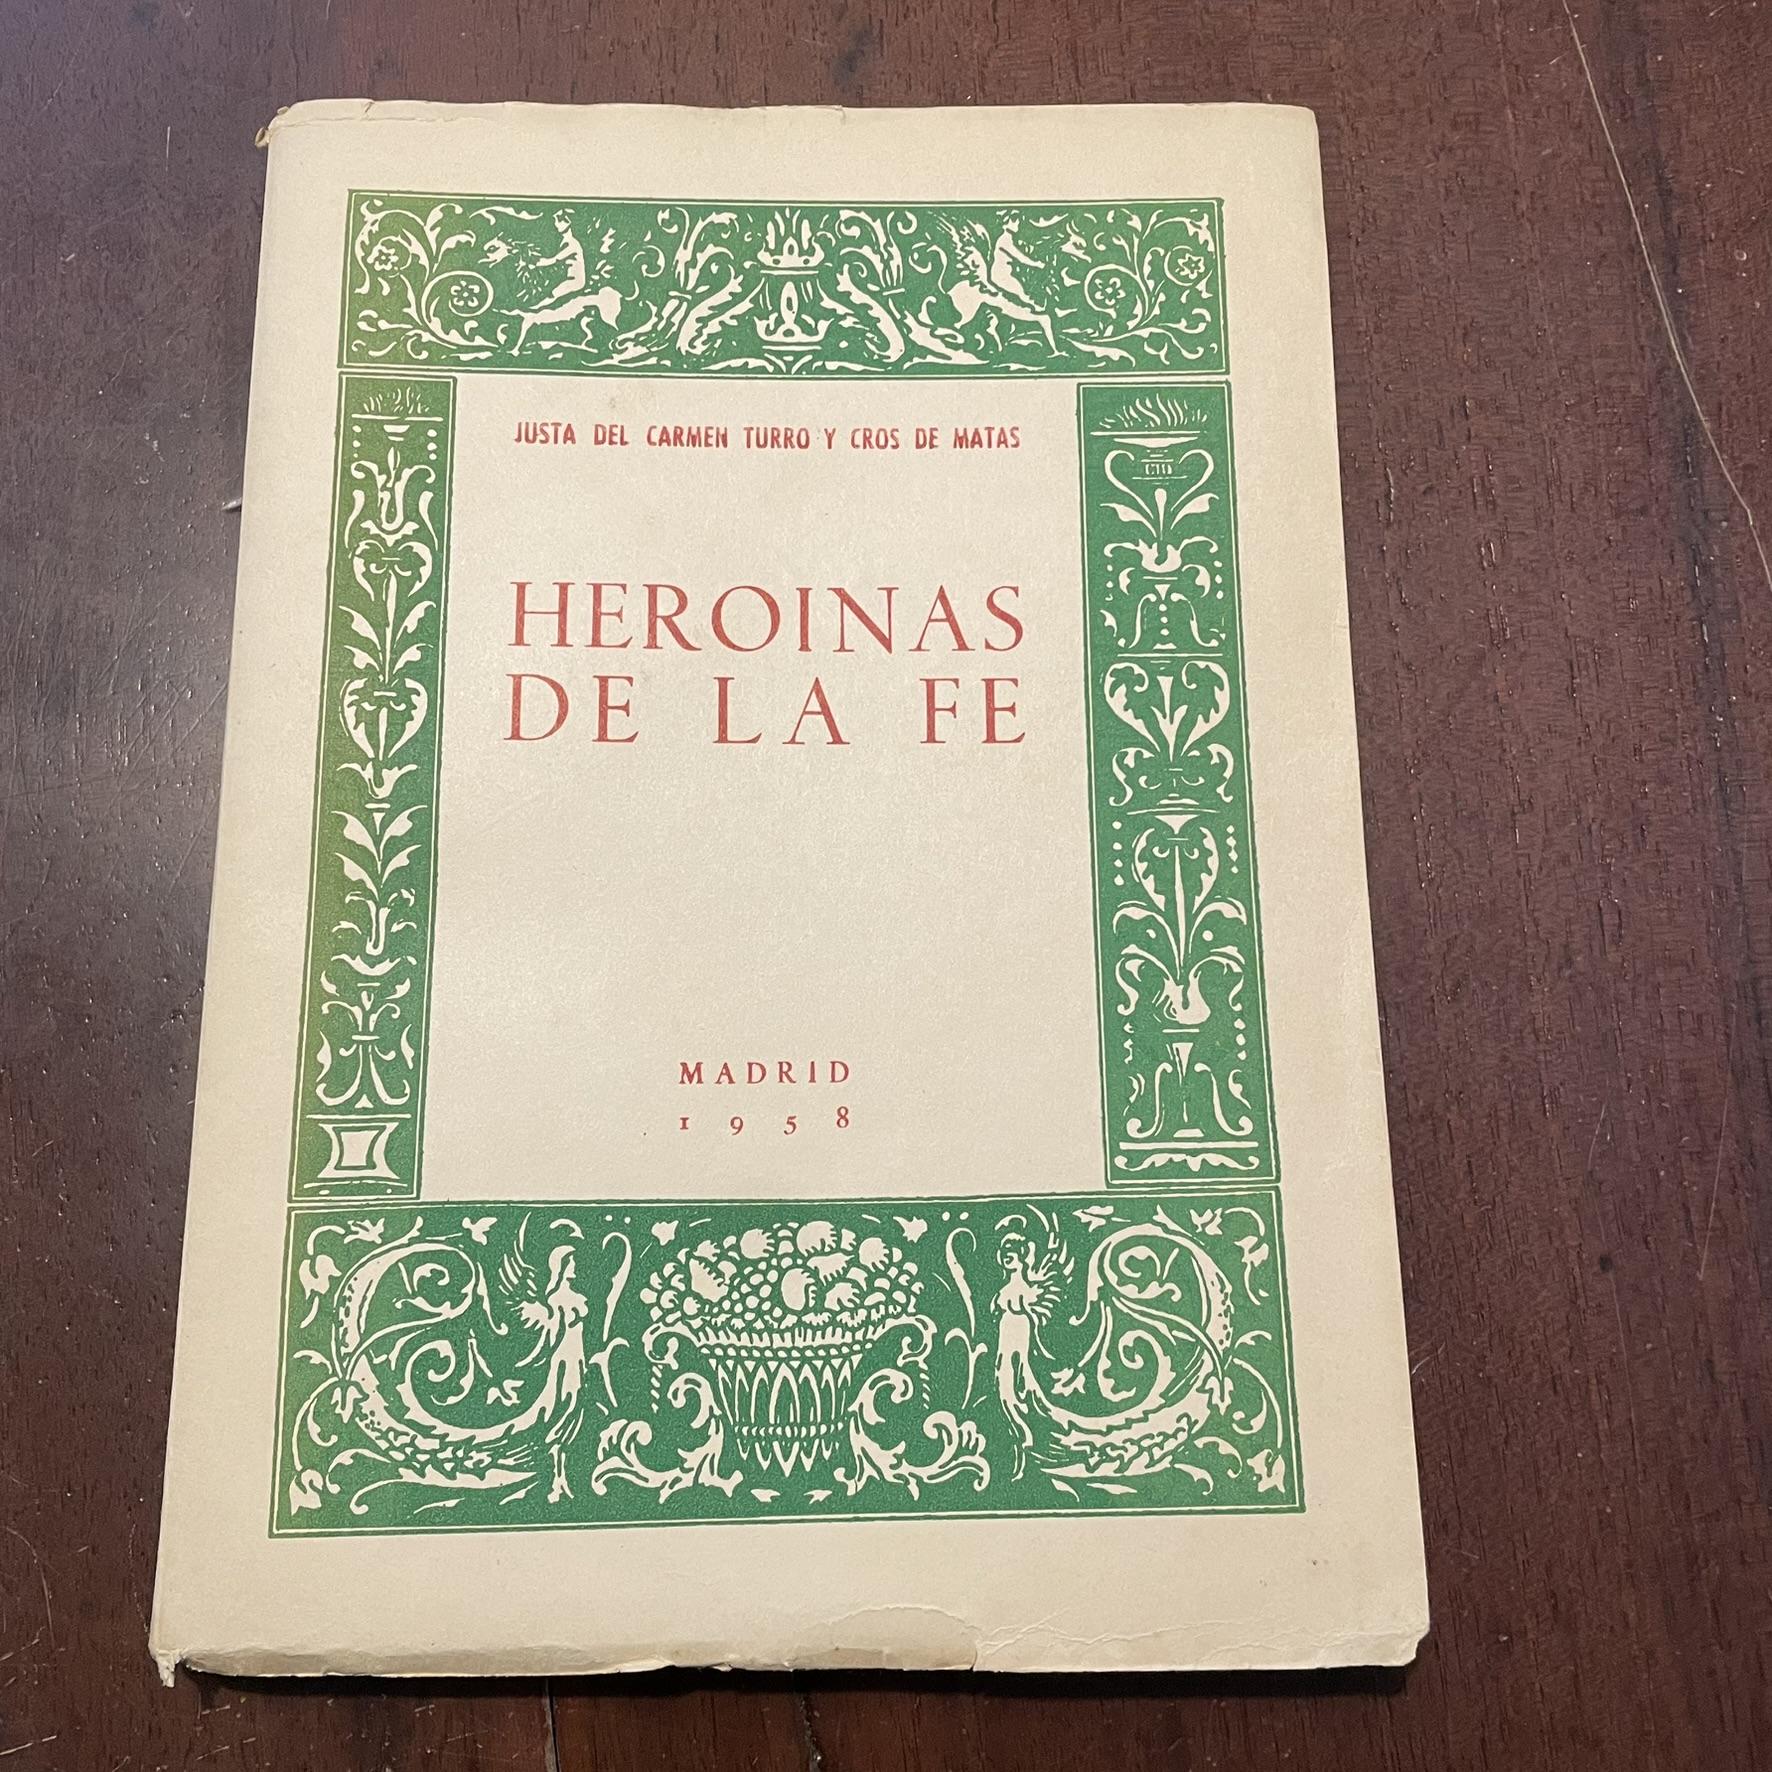 JUSTA DEL CARMEN TURRO Y CROS DE MATAS
HEROINAS
DE LA FE
MADRID
1958